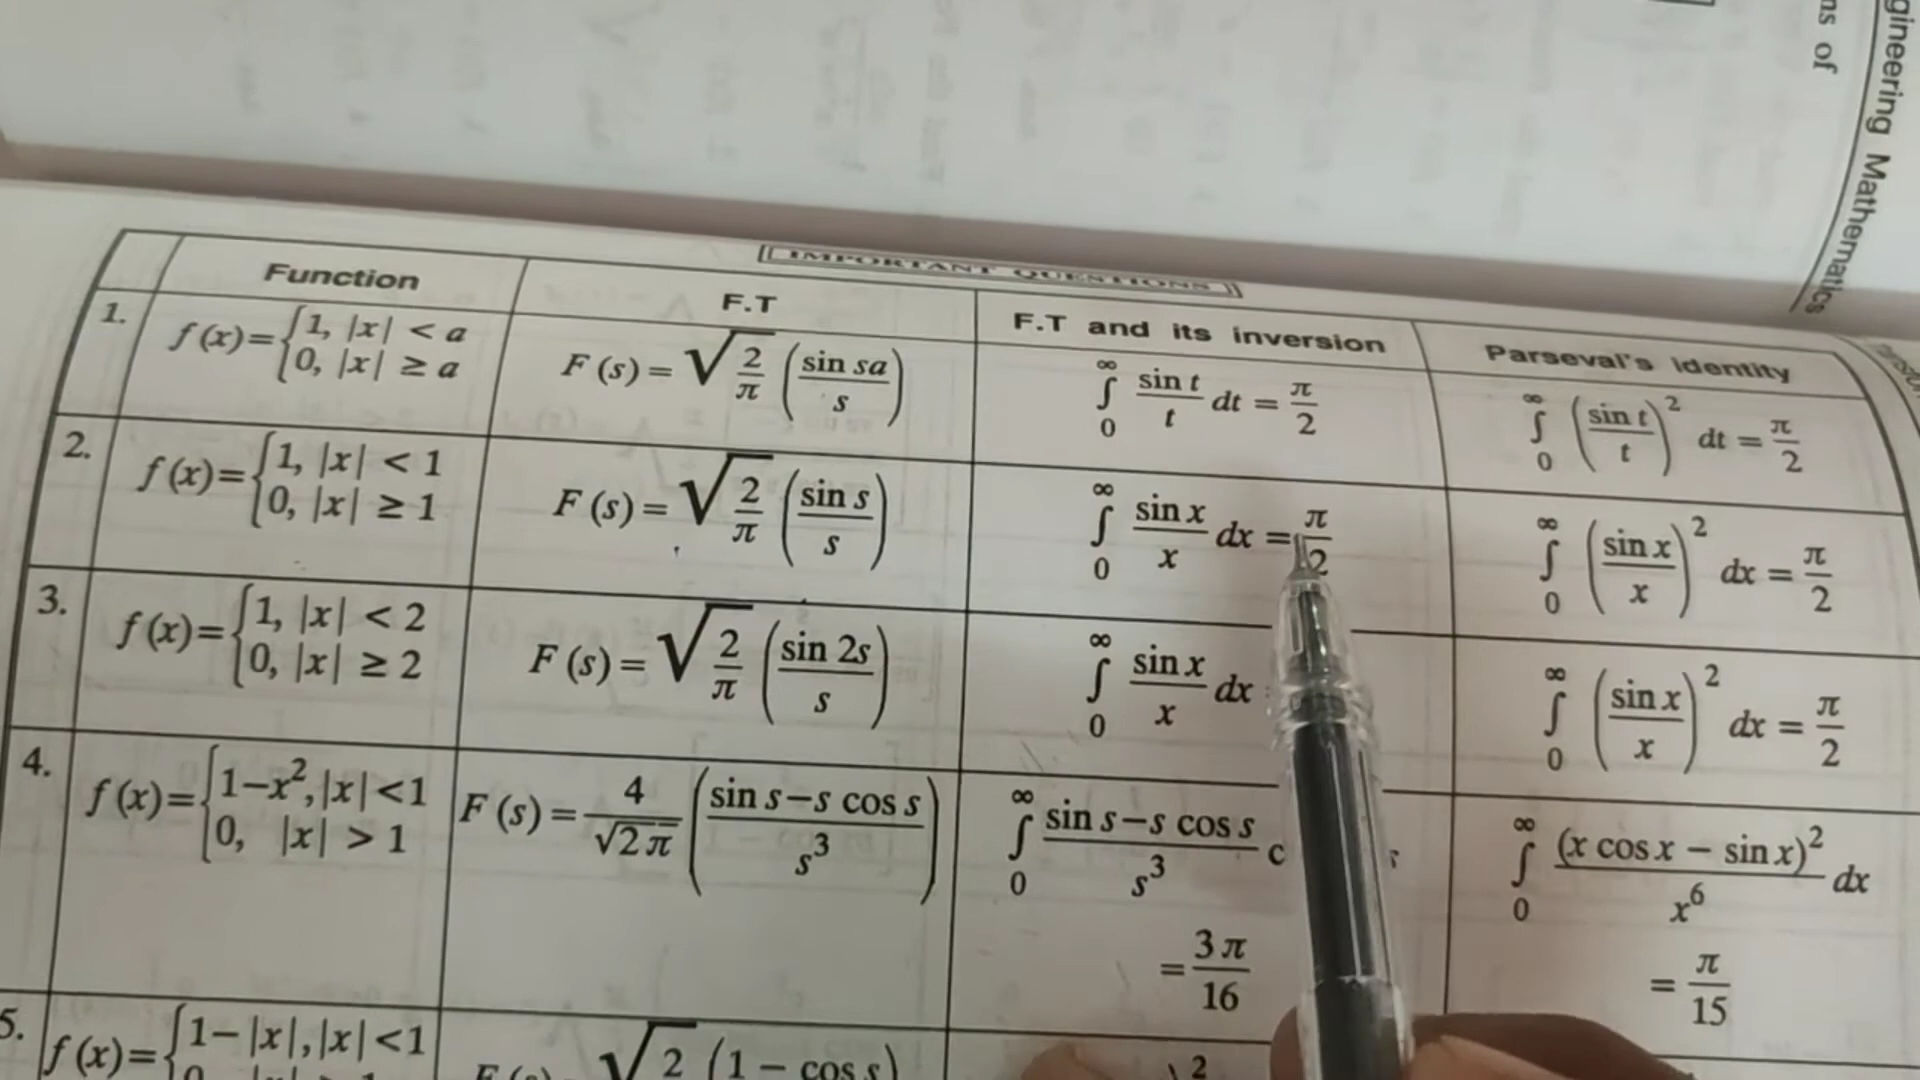 ns of
gineering Mathematics
IMPORTANT QUESTIONS
Function F.T F.T and its inversion Parseval's identity
1. f (x) = {1, |x| < a; 0, |x| ≥ a F (s) = √(2/π) (sin sa / s) ∫₀^∞ sin t / t dt = π/2 ∫₀^∞ (sin t / t)² dt = π/2
2. f (x) = {1, |x| < 1; 0, |x| ≥ 1 F (s) = √(2/π) (sin s / s) ∫₀^∞ sin x / x dx = π/2 ∫₀^∞ (sin x / x)² dx = π/2
3. f (x) = {1, |x| < 2; 0, |x| ≥ 2 F (s) = √(2/π) (sin 2s / s) ∫₀^∞ sin x / x dx ∫₀^∞ (sin x / x)² dx = π/2
4. f (x) = {1−x², |x| < 1; 0, |x| > 1 F (s) = 4/√2π (sin s−s cos s / s³) ∫₀^∞ sin s−s cos s / s³ ∫₀^∞ (x cos x − sin x)² / x⁶ dx
= 3π/16 = π/15
5. f (x) = {1−|x|, |x| < 1 √2 (1 − cos s)